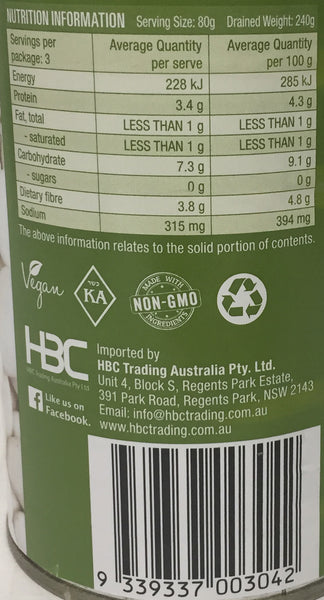 NUTRITION INFORMATION Serving Size: 80g Drained Weight: 240g
Servings per package: 3 Average Quantity per serve Average Quantity per 100 g
Energy 228 kJ 285 kJ
Protein 3.4 g 4.3 g
Fat, total LESS THAN 1 g LESS THAN 1 g
- saturated LESS THAN 1 g LESS THAN 1 g
Carbohydrate 7.3 g 9.1 g
- sugars 0 g 0 g
Dietary fibre 3.8 g 4.8 g
Sodium 315 mg 394 mg
The above information relates to the solid portion of contents.
Vegan
כשר
KA
MADE WITH
NON-GMO
INGREDIENTS
HBC
HBC Trading Australia Pty Ltd
Imported by
HBC Trading Australia Pty. Ltd.
Unit 4, Block S, Regents Park Estate,
391 Park Road, Regents Park, NSW 2143
Email: info@hbctrading.com.au
www.hbctrading.com.au
f Like us on
Facebook.
9 339337 003042